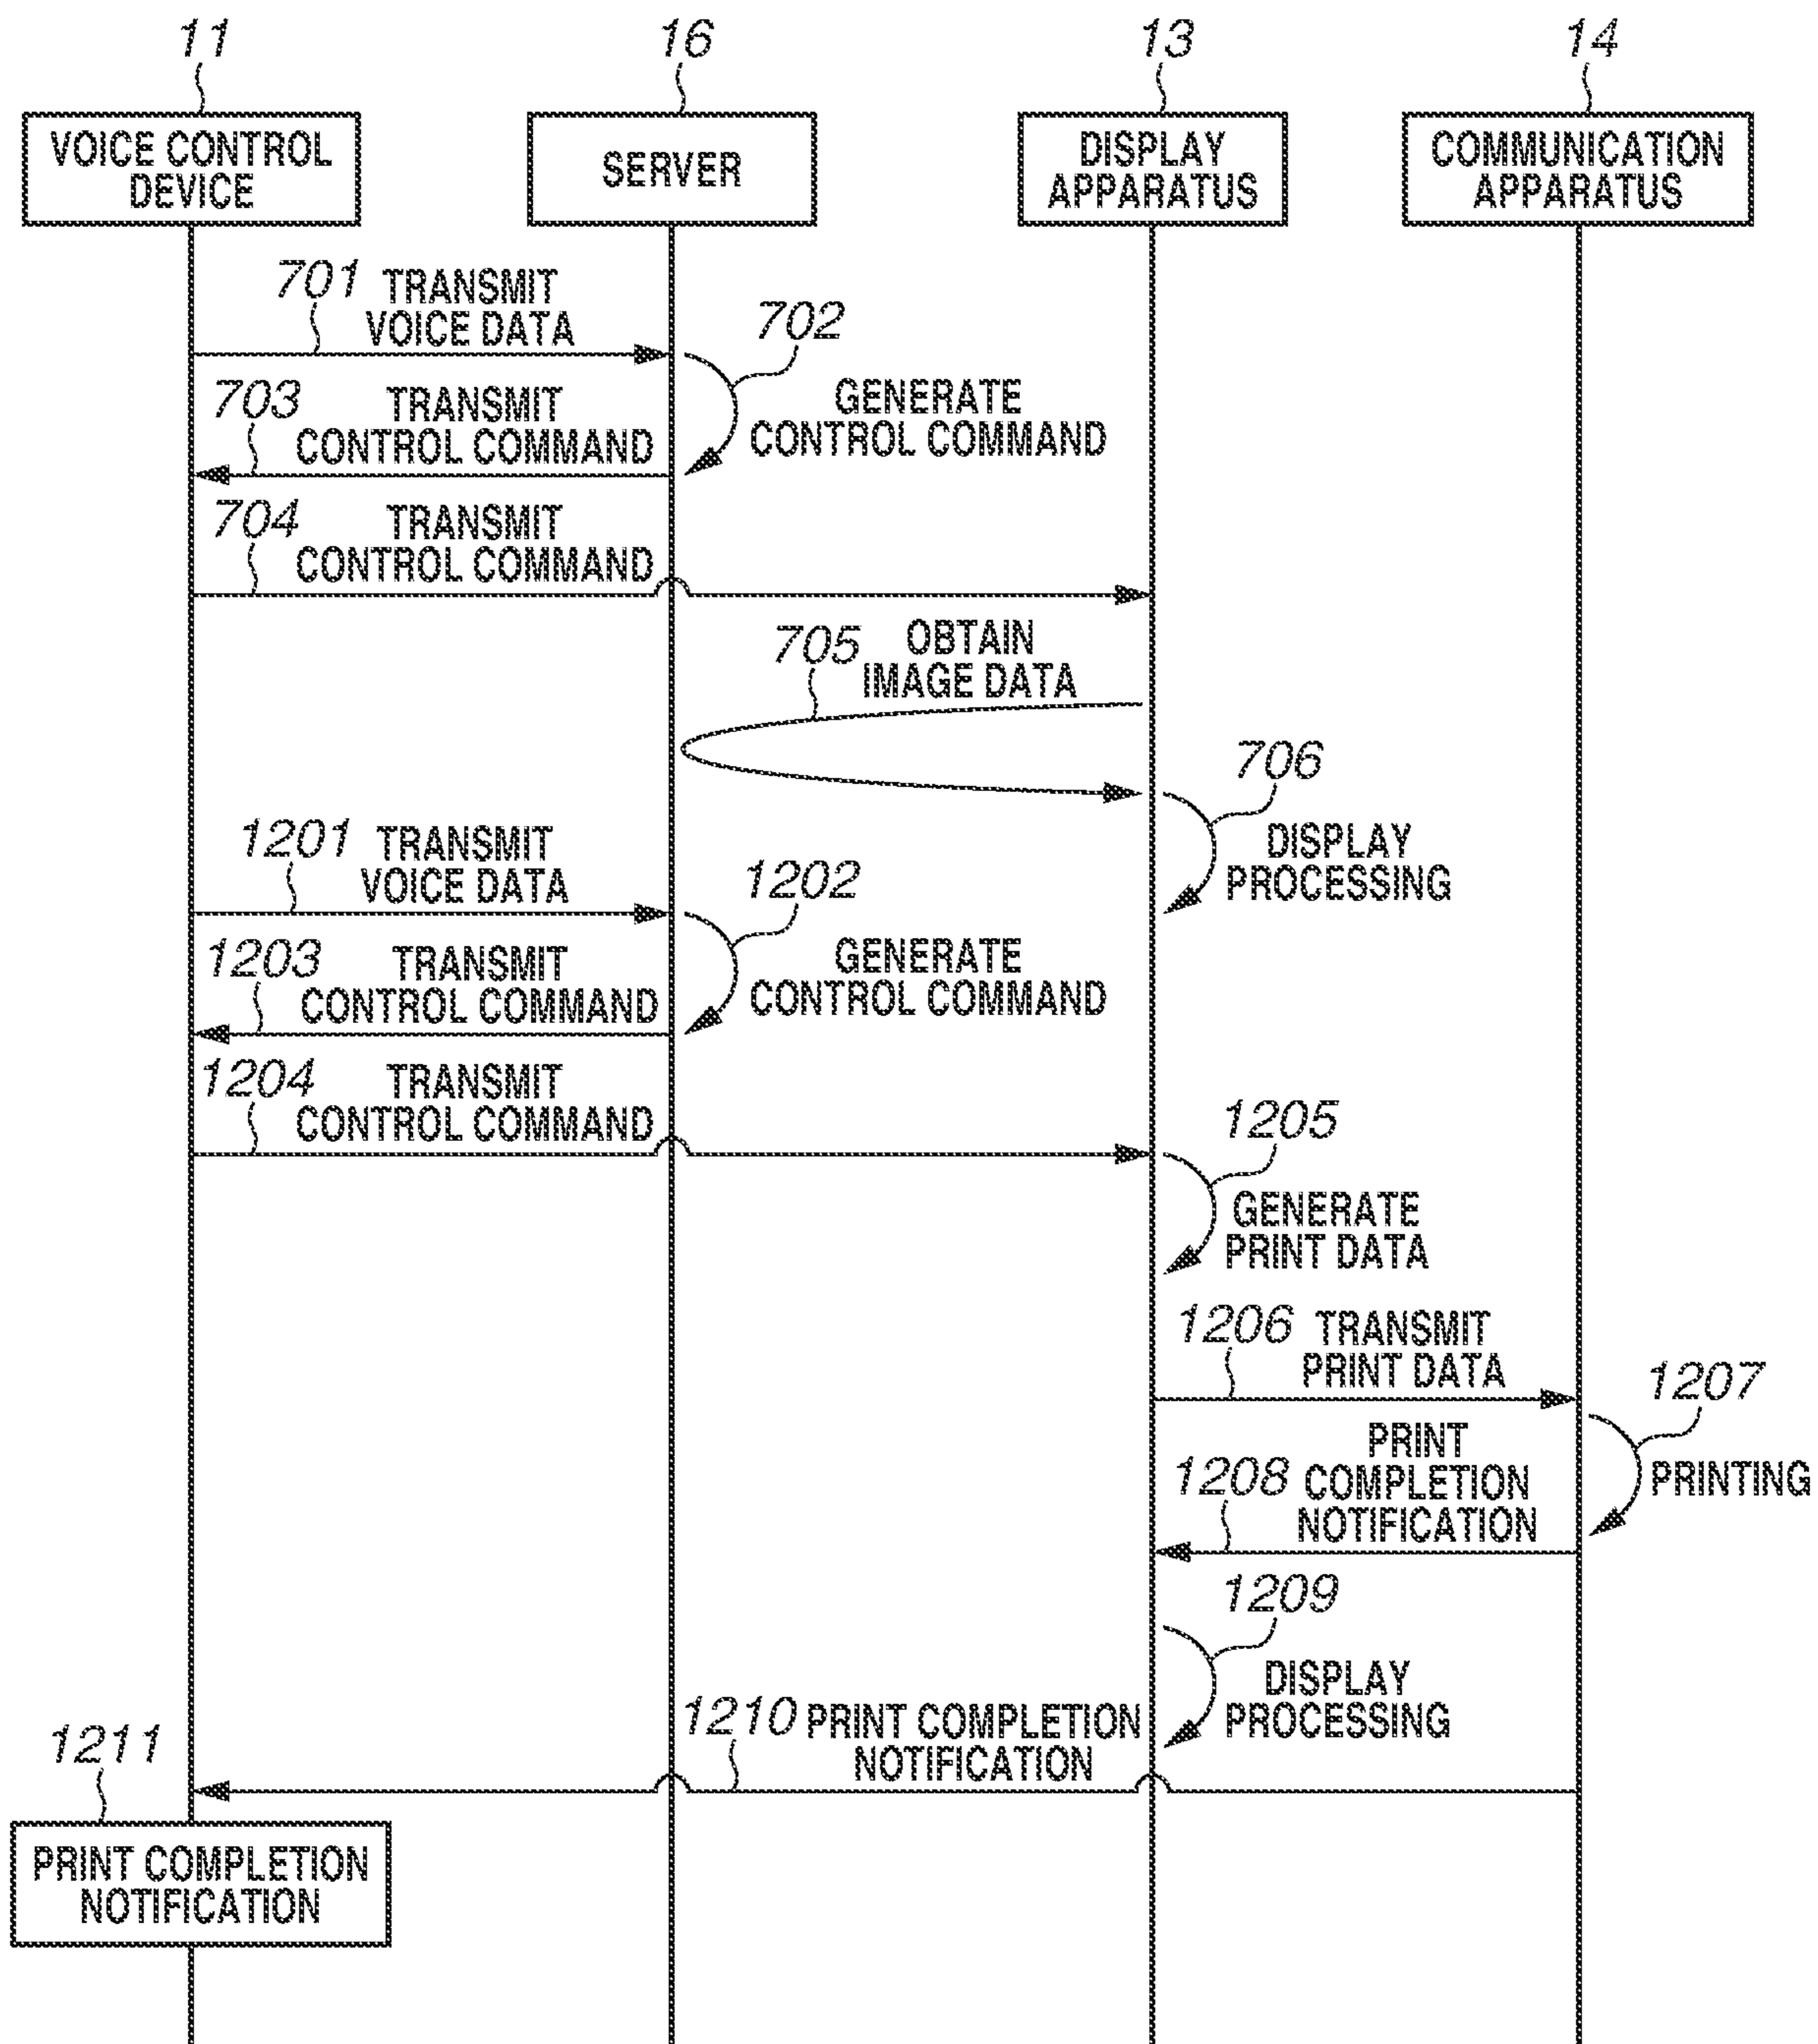 11
16
13
14
VOICE CONTROL
DEVICE
SERVER
DISPLAY
APPARATUS
COMMUNICATION
APPARATUS
701
TRANSMIT
VOICE DATA
702
GENERATE
CONTROL COMMAND
703
TRANSMIT
CONTROL COMMAND
704
TRANSMIT
CONTROL COMMAND
705
OBTAIN
IMAGE DATA
706
DISPLAY
PROCESSING
1201
TRANSMIT
VOICE DATA
1202
GENERATE
CONTROL COMMAND
1203
TRANSMIT
CONTROL COMMAND
1204
TRANSMIT
CONTROL COMMAND
1205
GENERATE
PRINT DATA
1206
TRANSMIT
PRINT DATA
1207
PRINTING
1208
PRINT
COMPLETION
NOTIFICATION
1209
DISPLAY
PROCESSING
1210
PRINT COMPLETION
NOTIFICATION
1211
PRINT COMPLETION
NOTIFICATION